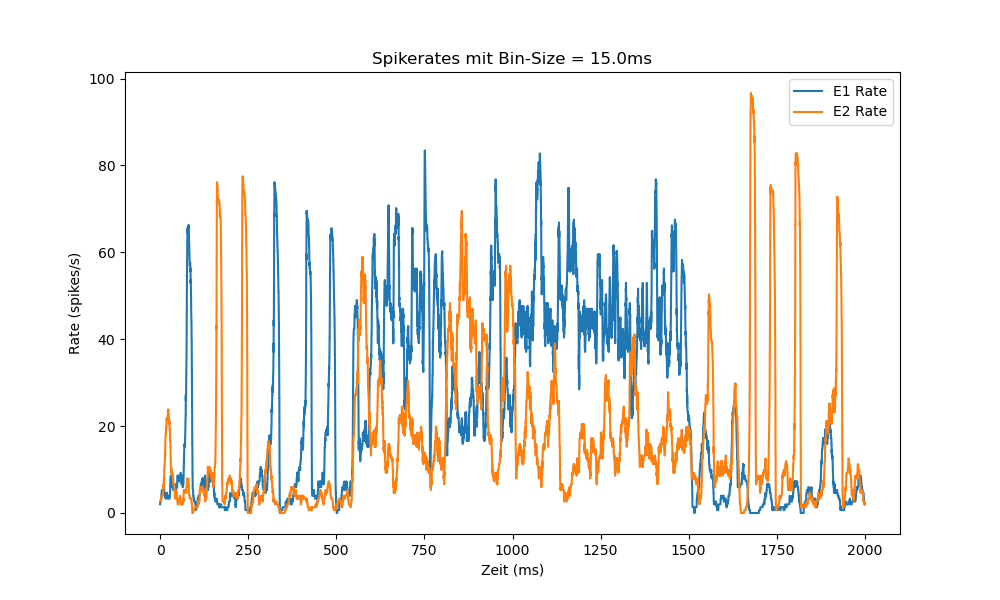 Spikerates mit Bin-Size = 15.0ms
E1 Rate
E2 Rate
100
80
60
40
20
0
Rate (spikes/s)
0 250 500 750 1000 1250 1500 1750 2000
Zeit (ms)